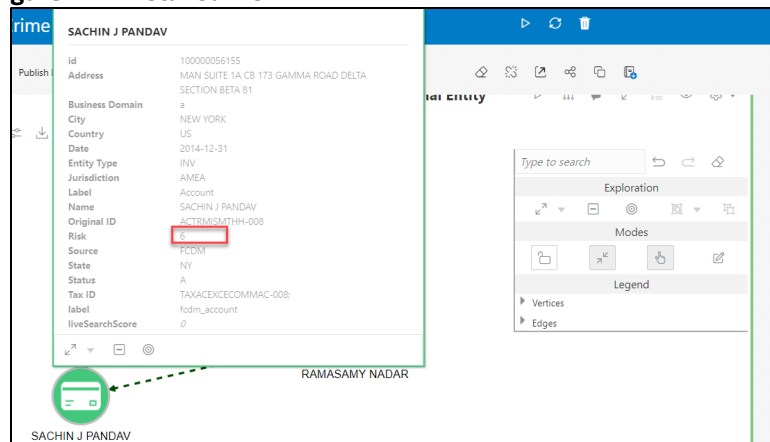 rime
SACHIN J PANDAV
Publish
id 100000056155
Address MAN SUITE 1A CB 173 GAMMA ROAD DELTA
SECTION BETA 81
Business Domain a
City NEW YORK
Country US
Date 2014-12-31
Entity Type INV
Jurisdiction AMEA
Label Account
Name SACHIN J PANDAV
Original ID ACTRMISMTHH-008
Risk 6
Source FCDM
State NY
Status A
Tax ID TAXACEXCECOMMAC-008;
label fcdm_account
liveSearchScore 0
ial Entity
Type to search
Exploration
Modes
Legend
Vertices
Edges
RAMASAMY NADAR
SACHIN J PANDAV